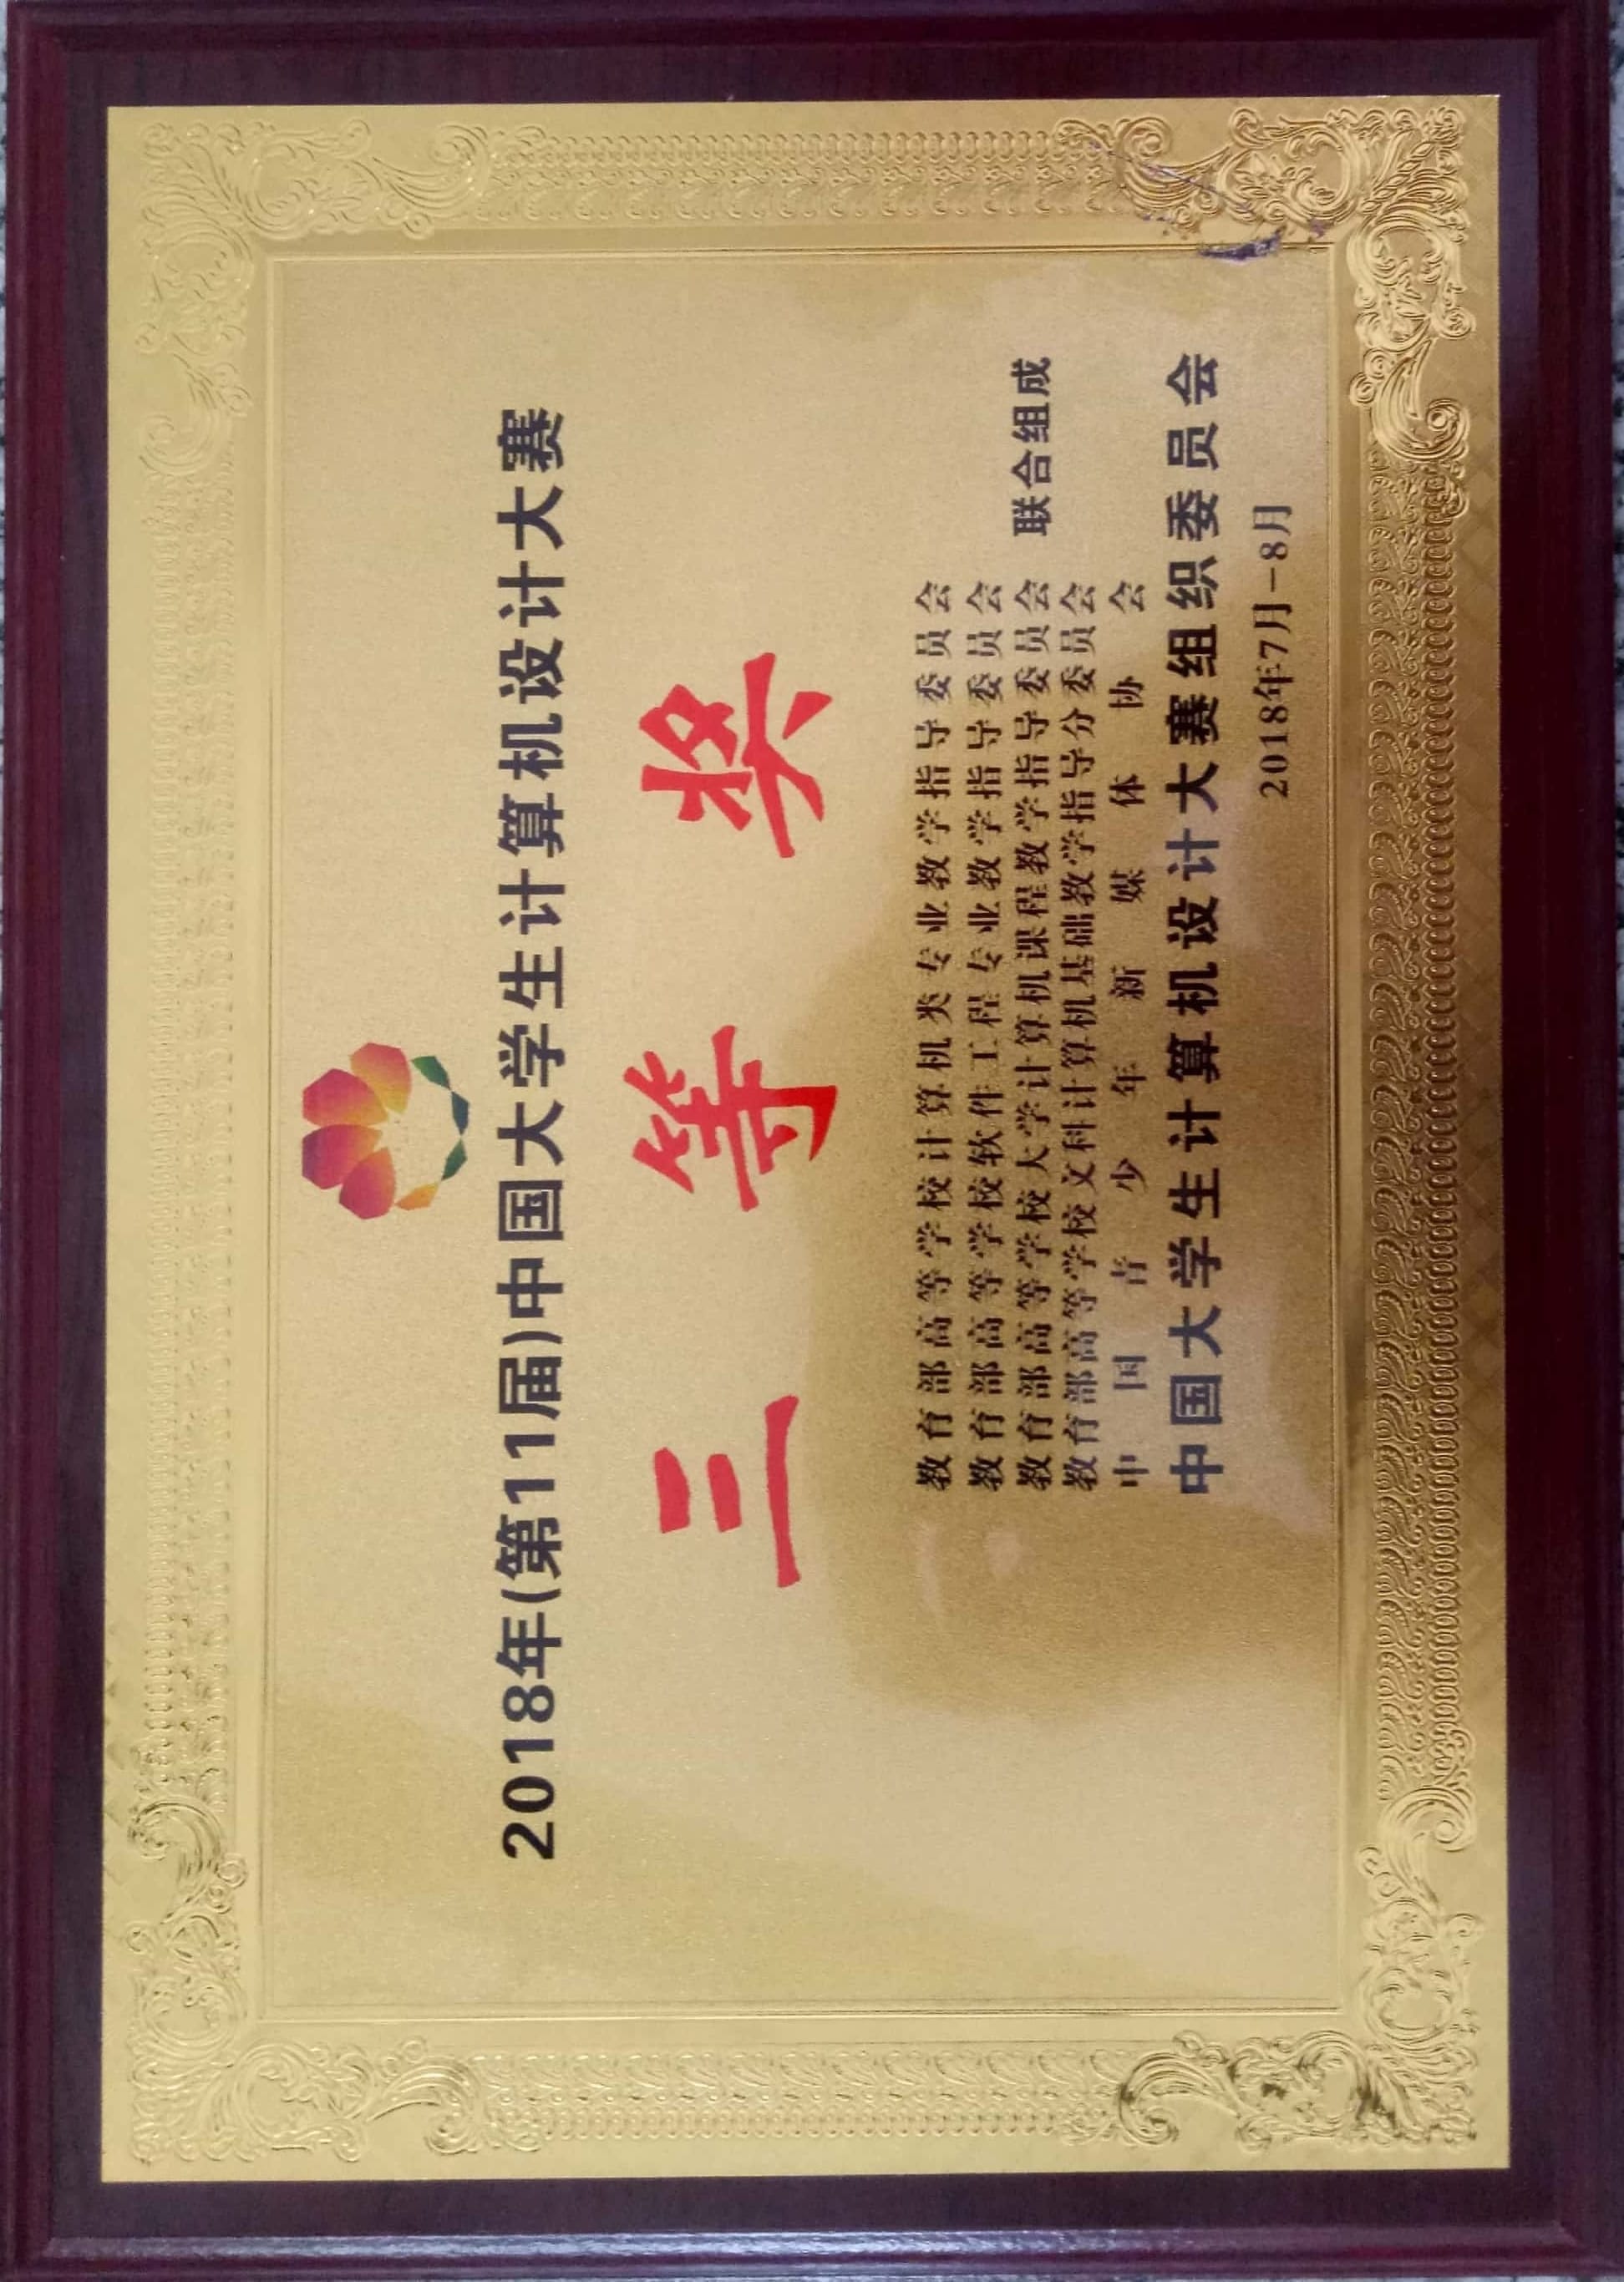 2018年(第11届)中国大学生计算机设计大赛
三等奖
教育部高等学校计算机类专业教学指导委员会
教育部高等学校软件工程专业教学指导委员会
教育部高等学校大学计算机课程教学指导委员会
联合组成
教育部高等学校文科计算机基础教学指导分委员会
中国青少年新媒体协会
中国大学生计算机设计大赛组织委员会
2018年7月-8月